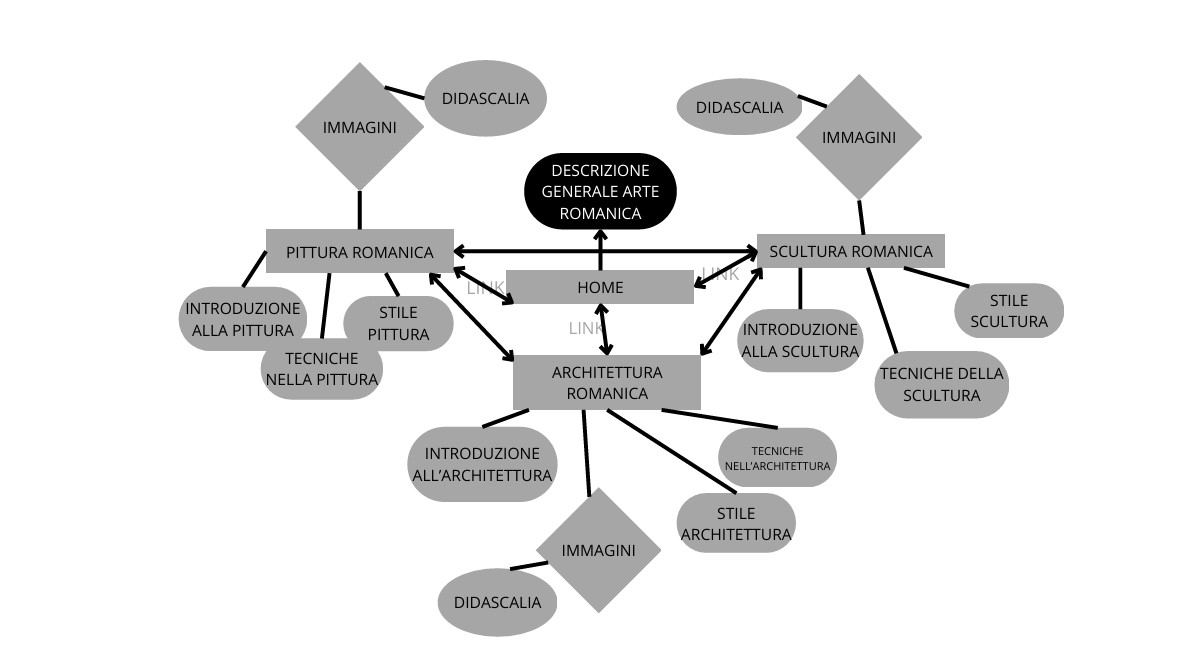 DIDASCALIA
IMMAGINI
DIDASCALIA
IMMAGINI
DESCRIZIONE
GENERALE ARTE
ROMANICA
PITTURA ROMANICA
SCULTURA ROMANICA
LINK
LINK
HOME
LINK
INTRODUZIONE
ALLA PITTURA
STILE
PITTURA
TECNICHE
NELLA PITTURA
INTRODUZIONE
ALLA SCULTURA
STILE
SCULTURA
TECNICHE DELLA
SCULTURA
ARCHITETTURA
ROMANICA
INTRODUZIONE
ALL'ARCHITETTURA
TECNICHE
NELL'ARCHITETTURA
STILE
ARCHITETTURA
IMMAGINI
DIDASCALIA